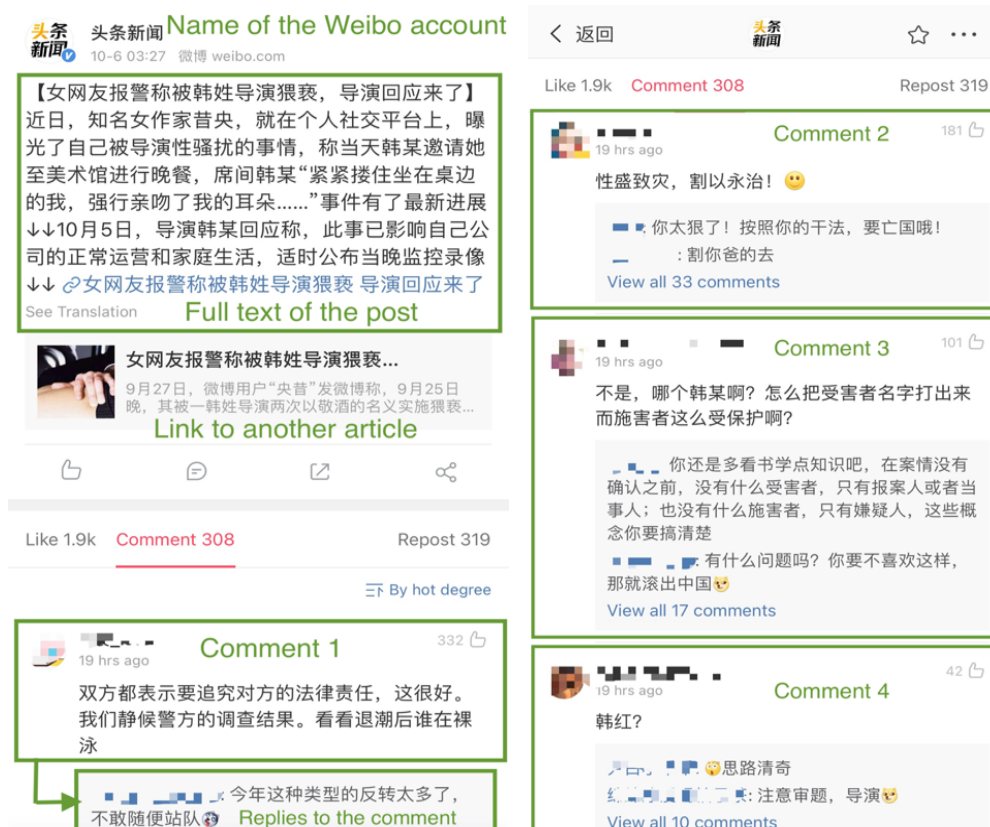 头条新闻
头条新闻 Name of the Weibo account
10-6 03:27 微博 weibo.com
【女网友报警称被韩姓导演猥亵，导演回应来了】
近日，知名女作家昔央，就在个人社交平台上，曝
光了自己被导演性骚扰的事情，称当天韩某邀请她
至美术馆进行晚餐，席间韩某“紧紧搂住坐在桌边
的我，强行亲吻了我的耳朵……”事件有了最新进展
↓↓10月5日，导演韩某回应称，此事已影响自己公
司的正常运营和家庭生活，适时公布当晚监控录像
↓↓ 女网友报警称被韩姓导演猥亵 导演回应来了
See Translation
Full text of the post
女网友报警称被韩姓导演猥亵...
9月27日，微博用户“央昔”发微博称，9月25日
晚，其被一韩姓导演两次以敬酒的名义实施猥亵...
Link to another article
Like 1.9k Comment 308 Repost 319
By hot degree
Comment 1
332
19 hrs ago
双方都表示要追究对方的法律责任，这很好。
我们静候警方的调查结果。看看退潮后谁在裸
泳
: 今年这种类型的反转太多了，
不敢随便站队
Replies to the comment
返回
头条新闻
Like 1.9k Comment 308 Repost 319
Comment 2
181
19 hrs ago
性盛致灾，割以永治！
: 你太狠了！按照你的干法，要亡国哦！
: 割你爸的去
View all 33 comments
Comment 3
101
19 hrs ago
不是，哪个韩某啊？怎么把受害者名字打出来
而施害者这么受保护啊？
你还是多看书学点知识吧，在案情没有
确认之前，没有什么受害者，只有报案人或者当
事人；也没有什么施害者，只有嫌疑人，这些概
念你要搞清楚
: 有什么问题吗？你要不喜欢这样，
那就滚出中国
View all 17 comments
Comment 4
42
19 hrs ago
韩红？
思路清奇
: 注意审题，导演
View all 10 comments